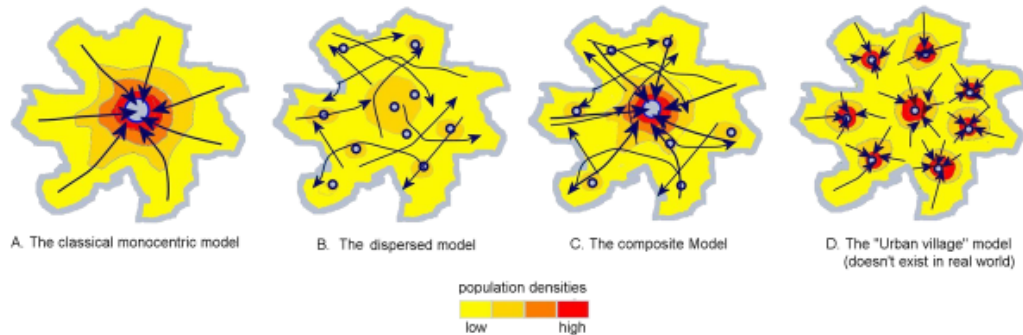 A. The classical monocentric model
B. The dispersed model
C. The composite Model
D. The "Urban village" model
(doesn't exist in real world)
population densities
low high